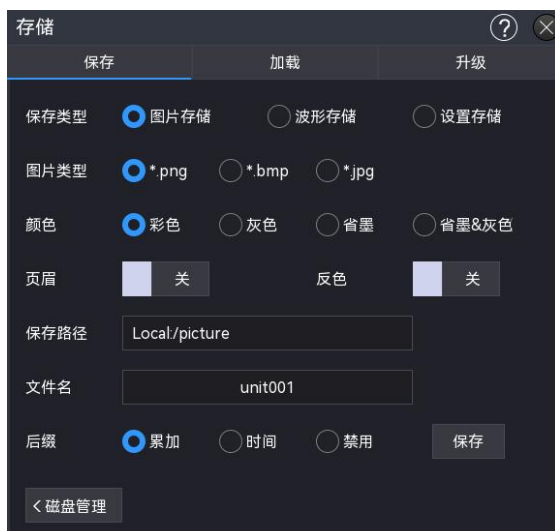 存储 ?
保存 加载 升级
保存类型 图片存储 波形存储 设置存储
图片类型 *.png *.bmp *.jpg
颜色 彩色 灰色 省墨 省墨&灰色
页眉 关 反色 关
保存路径 Local:/picture
文件名 unit001
后缀 累加 时间 禁用 保存
<磁盘管理